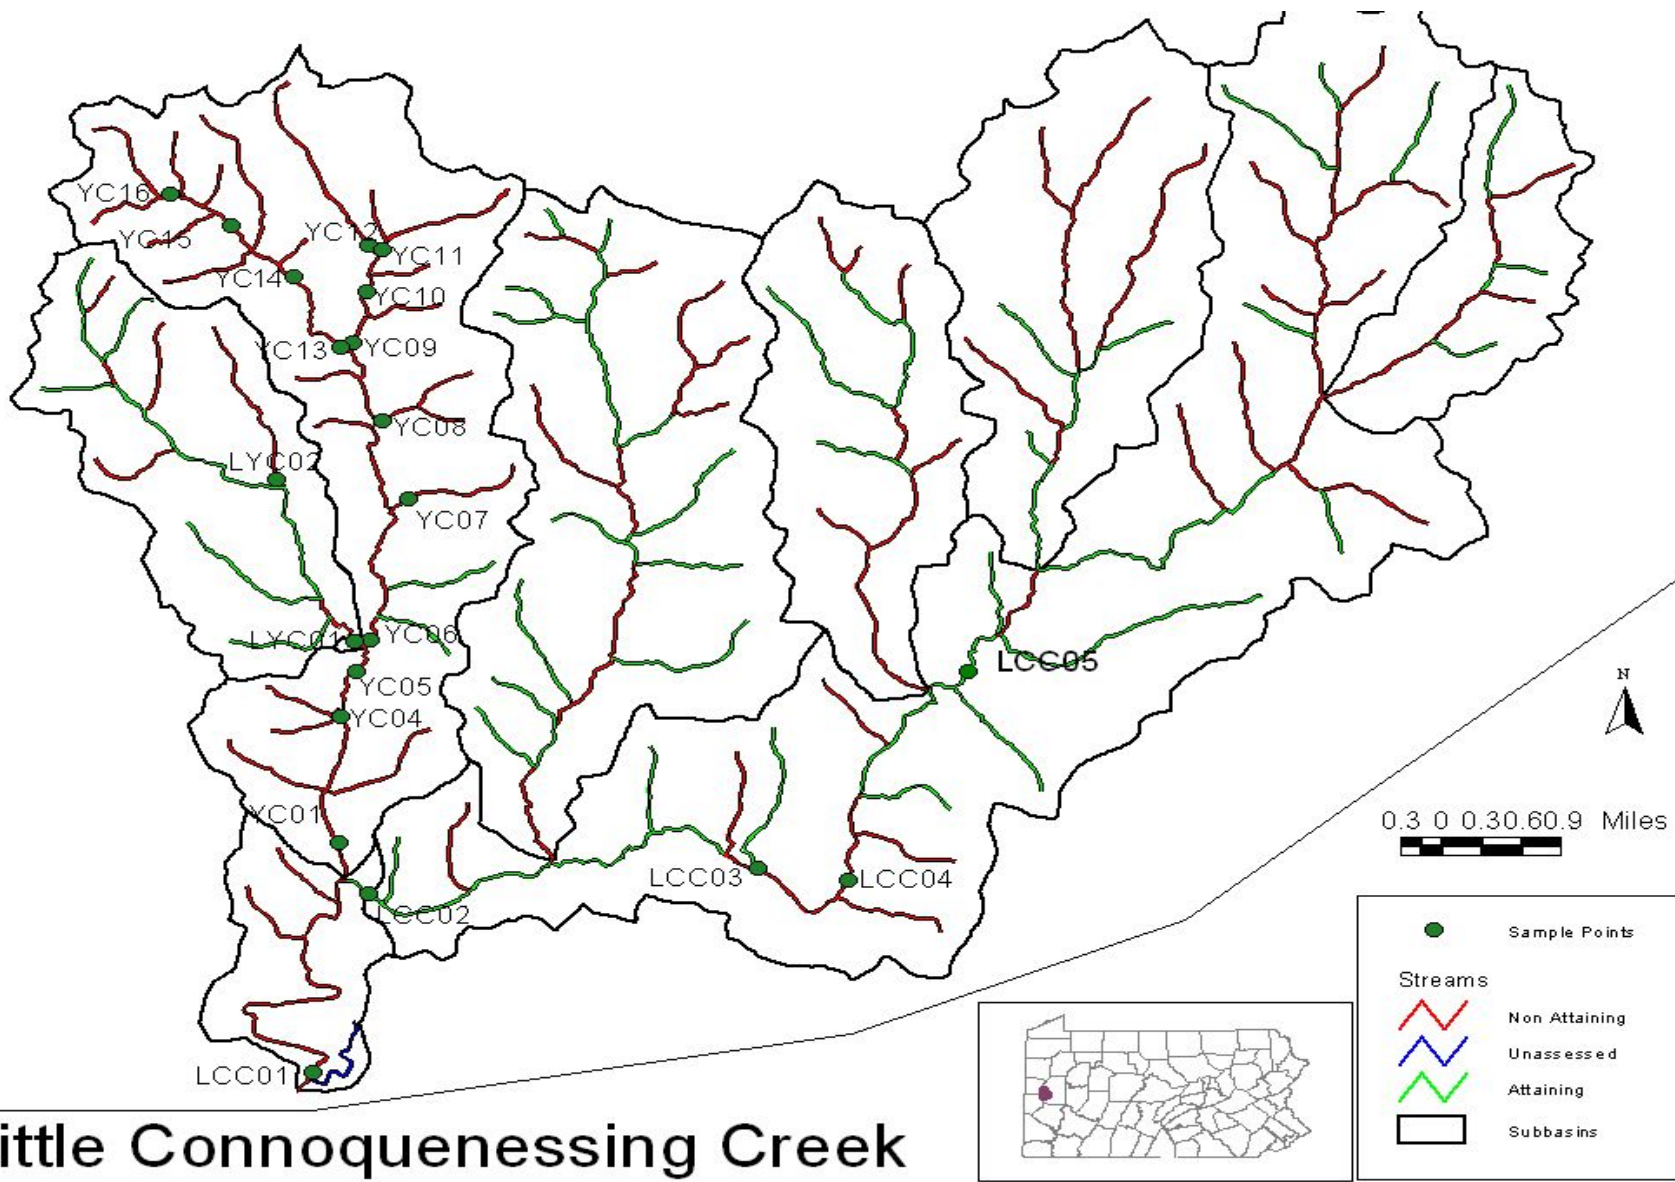 YC16
YC15
YC12
YC11
YC14
YC10
YC13
YC09
YC08
LYC02
YC07
LYC01
YC06
YC05
LCC05
YC04
N
YC01
0.3 0 0.30.60.9 Miles
LCC03
LCC04
LCC02
Sample Points
Streams
Non Attaining
Unassessed
LCC01
Attaining
Subbasins
ittle Connoquenessing Creek